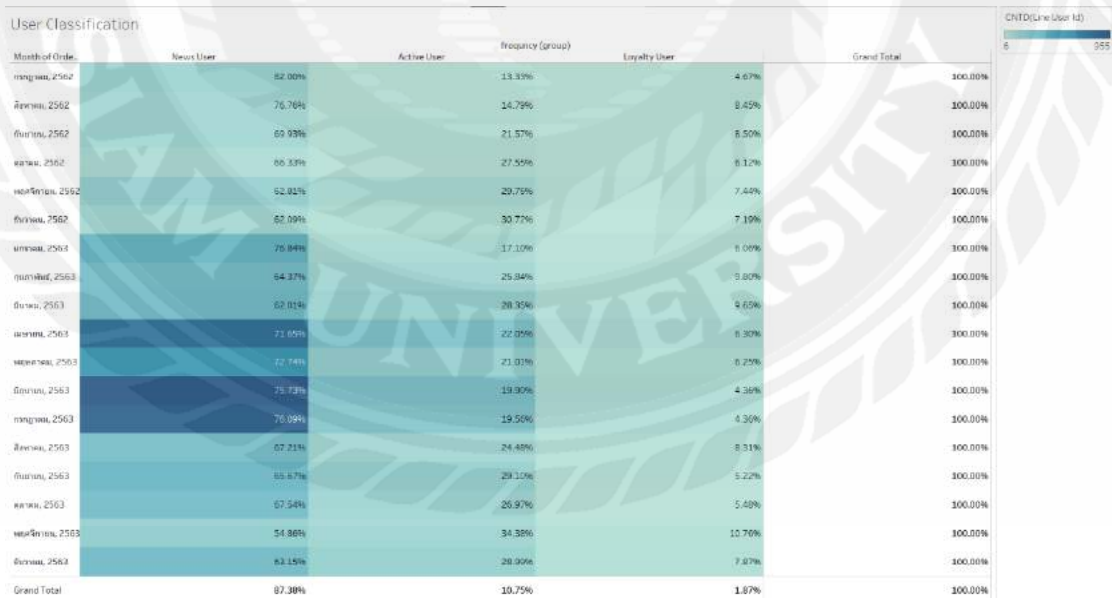 User Classification
CNTD(Line User Id)
6 955
frequncy (group)
Month of Orde.. News User Active User Loyalty User Grand Total
กรกฎาคม, 2562 82.00% 13.33% 4.67% 100.00%
สิงหาคม, 2562 76.76% 14.79% 8.45% 100.00%
กันยายน, 2562 69.93% 21.57% 8.50% 100.00%
ตุลาคม, 2562 66.33% 27.55% 6.12% 100.00%
พฤศจิกายน, 2562 62.81% 29.75% 7.44% 100.00%
ธันวาคม, 2562 62.09% 30.72% 7.19% 100.00%
มกราคม, 2563 76.84% 17.10% 6.06% 100.00%
กุมภาพันธ์, 2563 64.37% 25.84% 9.80% 100.00%
มีนาคม, 2563 62.01% 28.35% 9.65% 100.00%
เมษายน, 2563 71.65% 22.05% 6.30% 100.00%
พฤษภาคม, 2563 72.74% 21.01% 6.25% 100.00%
มิถุนายน, 2563 75.73% 19.90% 4.36% 100.00%
กรกฎาคม, 2563 76.09% 19.56% 4.36% 100.00%
สิงหาคม, 2563 67.21% 24.48% 8.31% 100.00%
กันยายน, 2563 65.67% 29.10% 5.22% 100.00%
ตุลาคม, 2563 67.54% 26.97% 5.48% 100.00%
พฤศจิกายน, 2563 54.86% 34.38% 10.76% 100.00%
ธันวาคม, 2563 63.15% 28.99% 7.87% 100.00%
Grand Total 87.38% 10.75% 1.87% 100.00%
SIAM UNIVERSITY